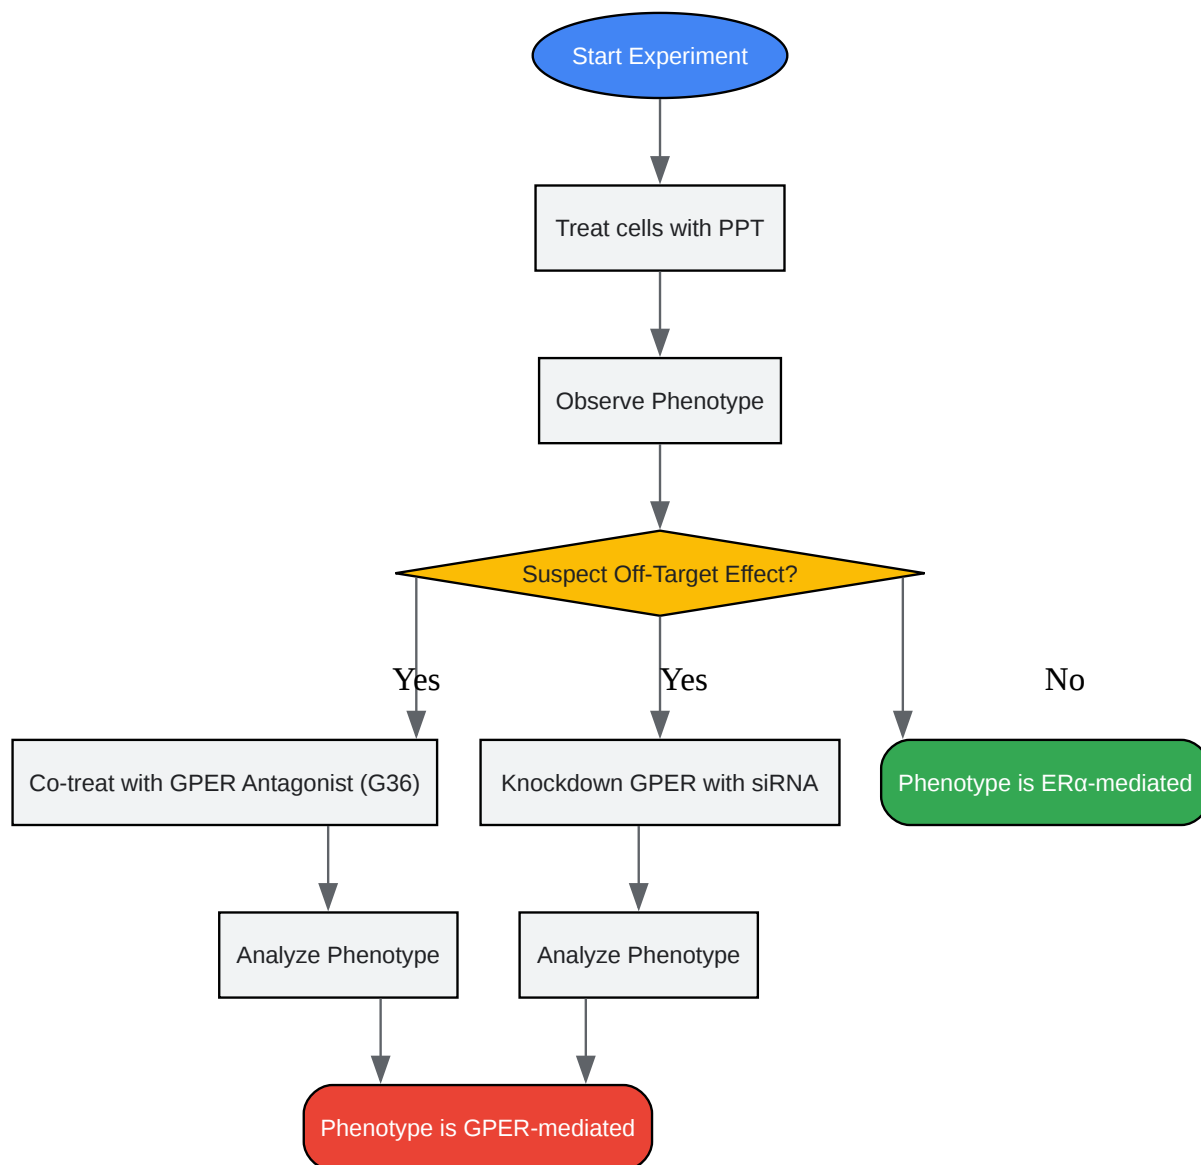 Start Experiment
Treat cells with PPT
Observe Phenotype
Suspect Off-Target Effect?
Yes
Yes
No
Co-treat with GPER Antagonist (G36)
Knockdown GPER with siRNA
Phenotype is ERα-mediated
Analyze Phenotype
Analyze Phenotype
Phenotype is GPER-mediated